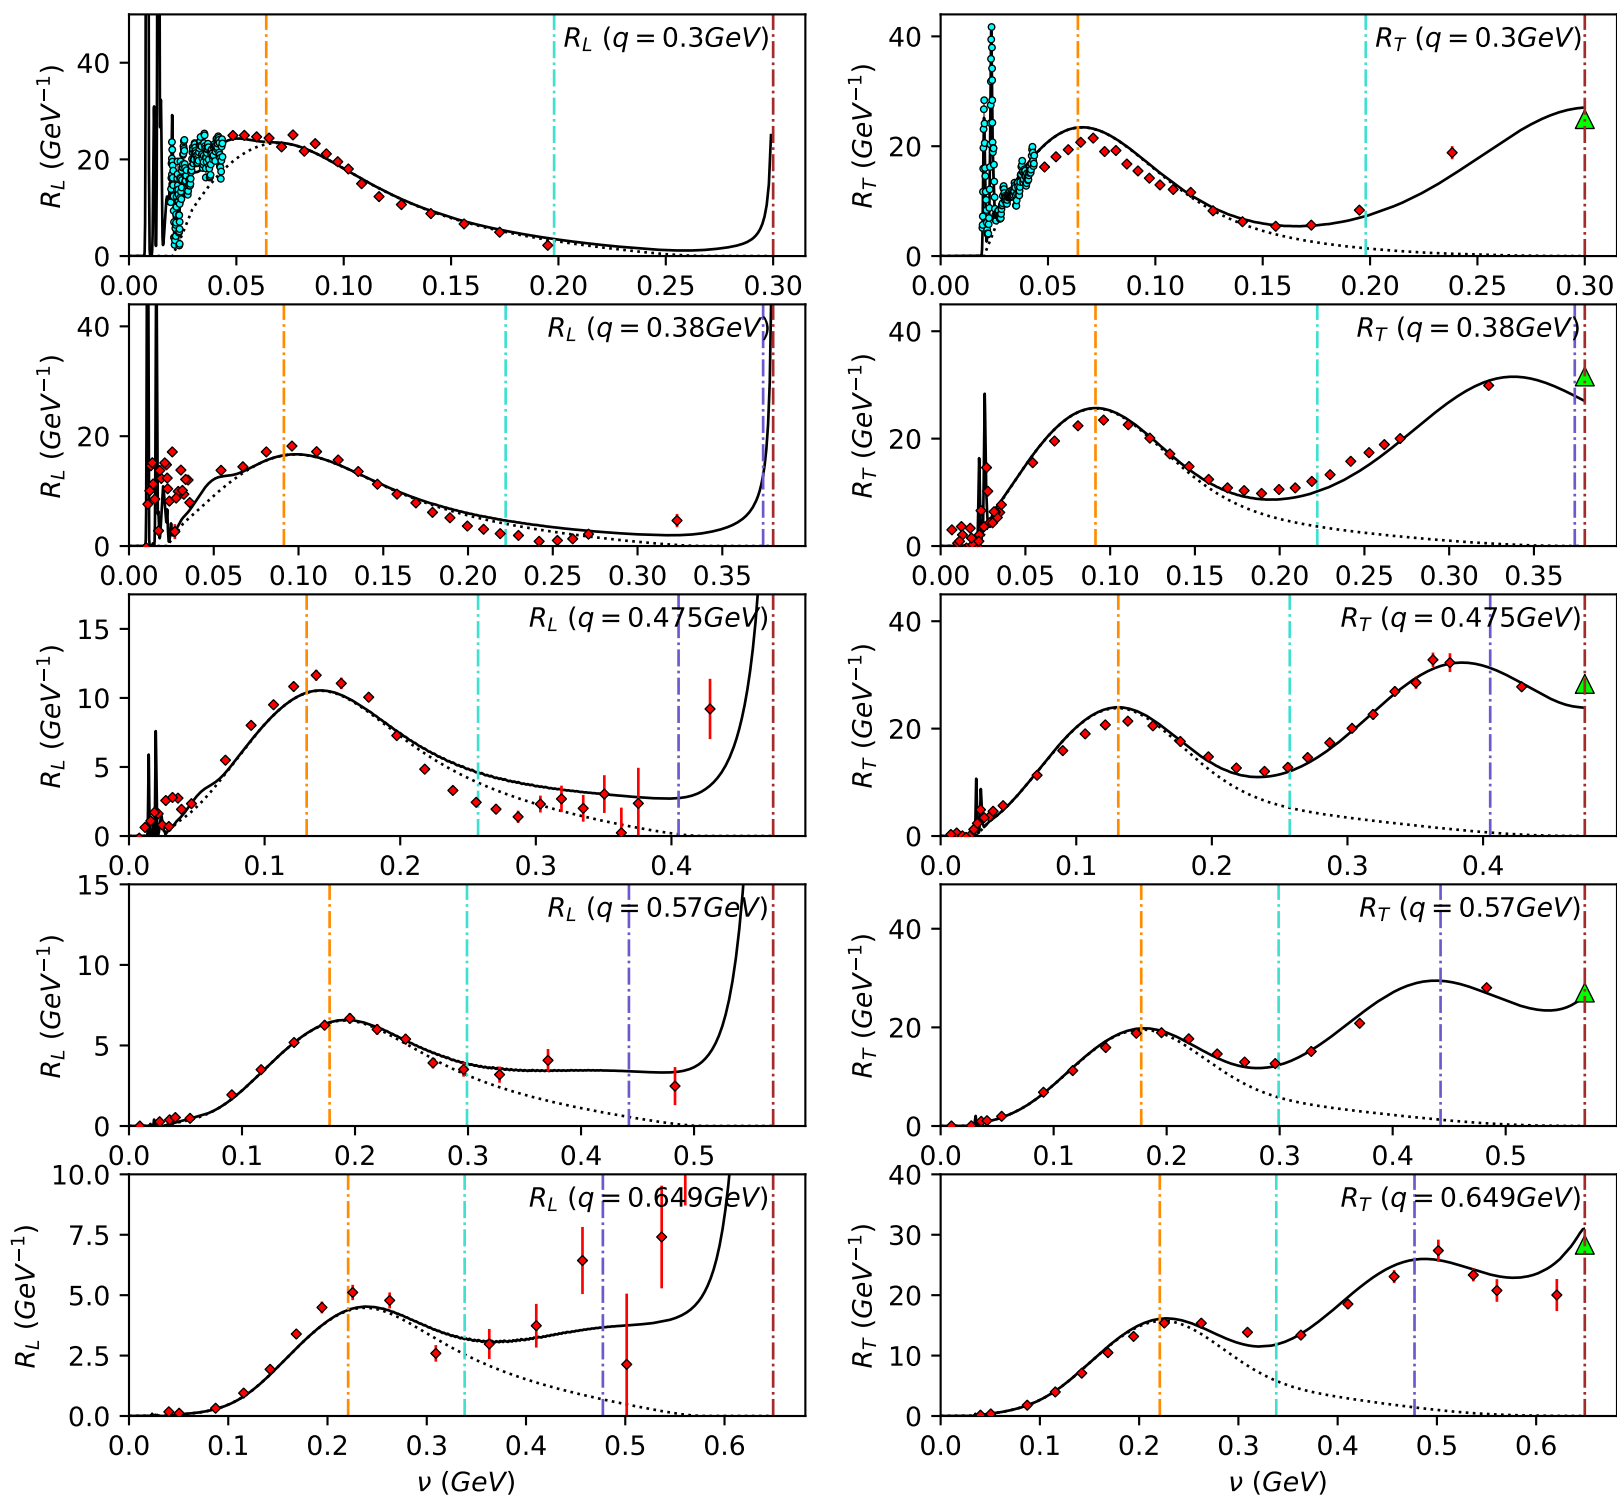 R_L (q = 0.3GeV)
R_L (GeV⁻¹)
40
20
0
0.00 0.05 0.10 0.15 0.20 0.25 0.30
R_T (q = 0.3GeV)
R_T (GeV⁻¹)
40
20
0
0.00 0.05 0.10 0.15 0.20 0.25 0.30
R_L (q = 0.38GeV)
R_L (GeV⁻¹)
40
20
0
0.00 0.05 0.10 0.15 0.20 0.25 0.30 0.35
R_T (q = 0.38GeV)
R_T (GeV⁻¹)
40
20
0
0.00 0.05 0.10 0.15 0.20 0.25 0.30 0.35
R_L (q = 0.475GeV)
R_L (GeV⁻¹)
15
10
5
0
0.0 0.1 0.2 0.3 0.4
R_T (q = 0.475GeV)
R_T (GeV⁻¹)
40
20
0
0.0 0.1 0.2 0.3 0.4
R_L (q = 0.57GeV)
R_L (GeV⁻¹)
15
10
5
0
0.0 0.1 0.2 0.3 0.4 0.5
R_T (q = 0.57GeV)
R_T (GeV⁻¹)
40
20
0
0.0 0.1 0.2 0.3 0.4 0.5
R_L (q = 0.649GeV)
R_L (GeV⁻¹)
10.0
7.5
5.0
2.5
0.0
0.0 0.1 0.2 0.3 0.4 0.5 0.6
ν (GeV)
R_T (q = 0.649GeV)
R_T (GeV⁻¹)
40
30
20
10
0
0.0 0.1 0.2 0.3 0.4 0.5 0.6
ν (GeV)